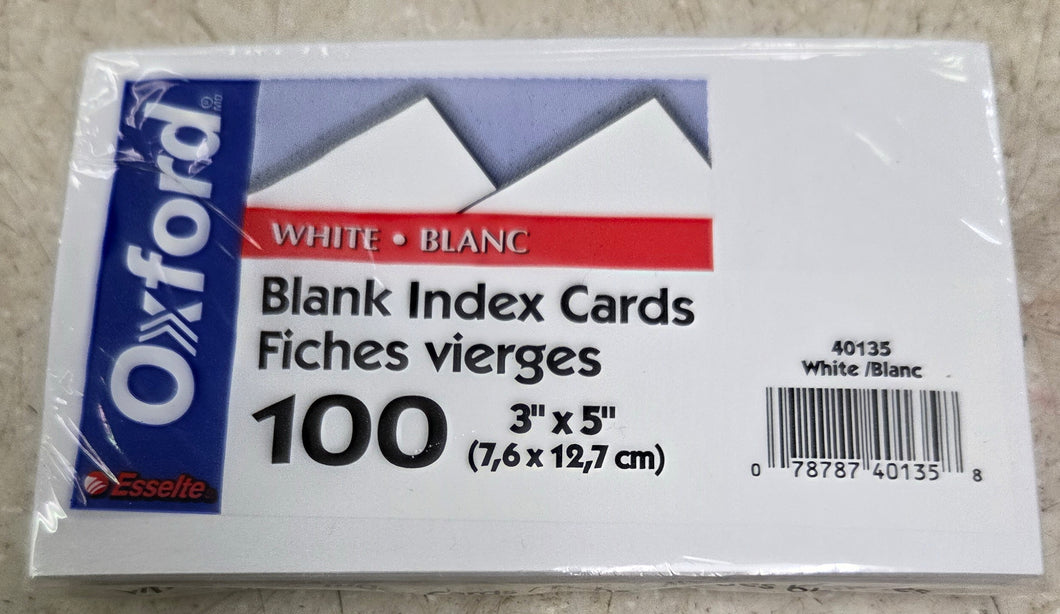 Oxford
® MD
WHITE • BLANC
Blank Index Cards
Fiches vierges
100
3" x 5"
(7,6 x 12,7 cm)
Esselte
40135
White /Blanc
0 78787 40135 8